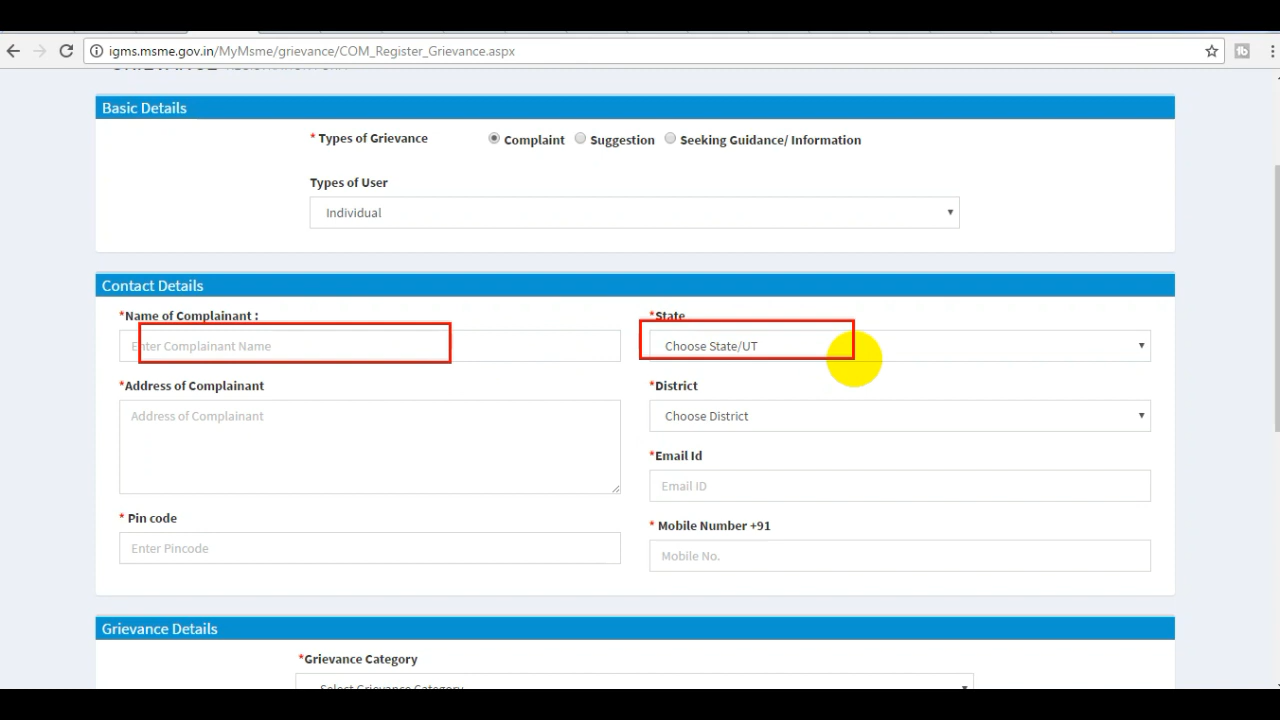 igms.msme.gov.in/MyMsme/grievance/COM_Register_Grievance.aspx
Basic Details
* Types of Grievance
Complaint Suggestion Seeking Guidance/ Information
Types of User
Individual
Contact Details
*Name of Complainant :
Enter Complainant Name
*State
Choose State/UT
*Address of Complainant
Address of Complainant
*District
Choose District
*Email Id
Email ID
* Pin code
Enter Pincode
* Mobile Number +91
Mobile No.
Grievance Details
*Grievance Category
Select Grievance Category